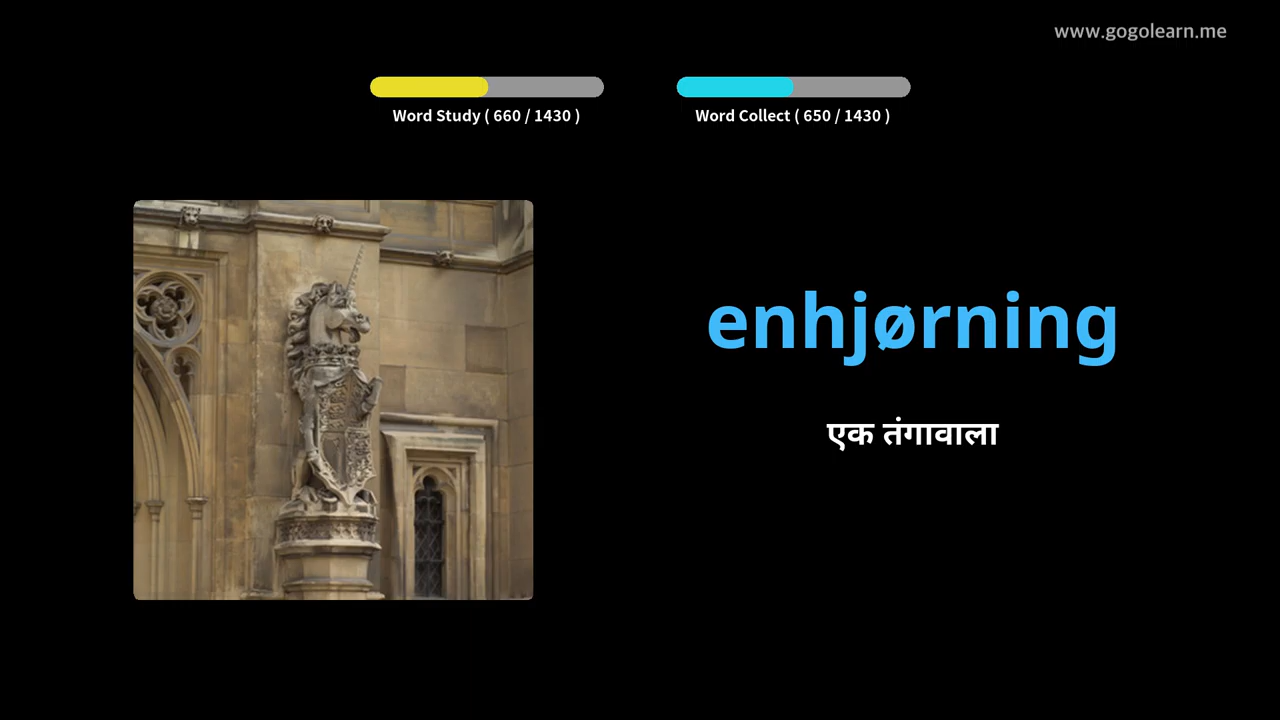 www.gogolearn.me
Word Study ( 660 / 1430 )
Word Collect ( 650 / 1430 )
enhjørning
एक तंगावाला